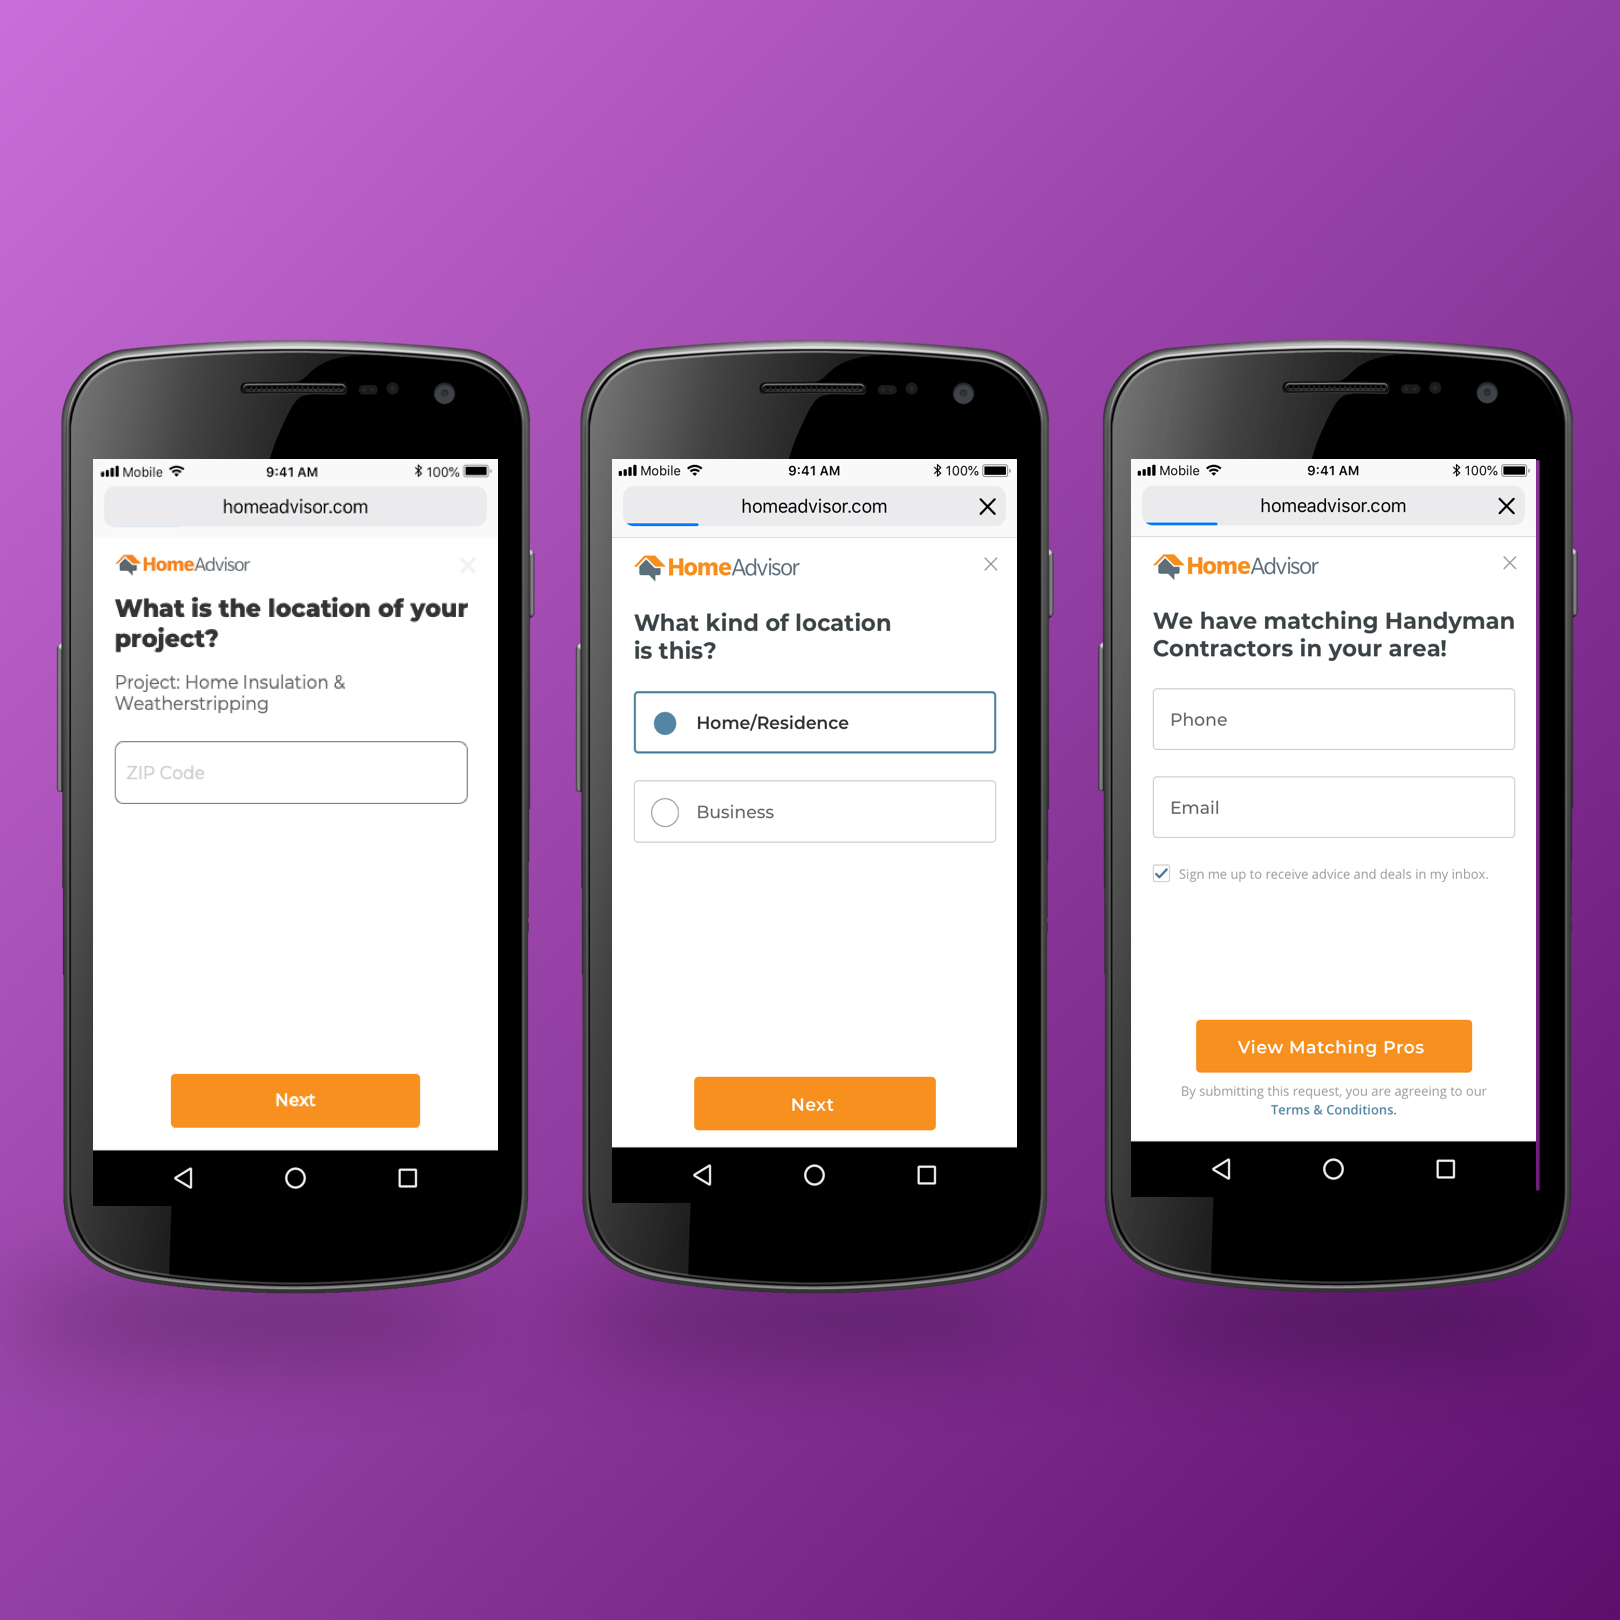 Mobile 9:41 AM 100%
homeadvisor.com
HomeAdvisor
What is the location of your
project?
Project: Home Insulation &
Weatherstripping
ZIP Code
Next
Mobile 9:41 AM 100%
homeadvisor.com
HomeAdvisor
What kind of location
is this?
Home/Residence
Business
Next
Mobile 9:41 AM 100%
homeadvisor.com
HomeAdvisor
We have matching Handyman
Contractors in your area!
Phone
Email
Sign me up to receive advice and deals in my inbox.
View Matching Pros
By submitting this request, you are agreeing to our
Terms & Conditions.